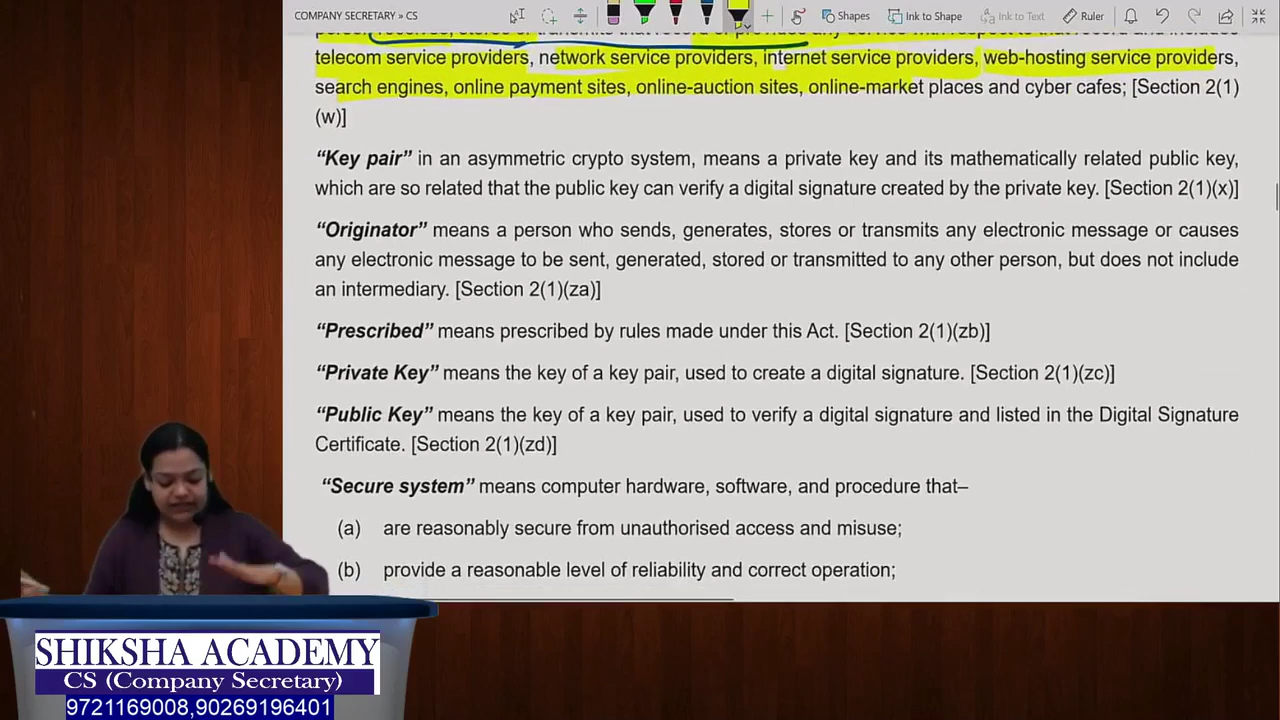 COMPANY SECRETARY » CS
Shapes
Ink to Shape
Ink to Text
Ruler
telecom service providers, network service providers, internet service providers, web-hosting service providers,
search engines, online payment sites, online-auction sites, online-market places and cyber cafes; [Section 2(1)
(w)]
“Key pair” in an asymmetric crypto system, means a private key and its mathematically related public key,
which are so related that the public key can verify a digital signature created by the private key. [Section 2(1)(x)]
“Originator” means a person who sends, generates, stores or transmits any electronic message or causes
any electronic message to be sent, generated, stored or transmitted to any other person, but does not include
an intermediary. [Section 2(1)(za)]
“Prescribed” means prescribed by rules made under this Act. [Section 2(1)(zb)]
“Private Key” means the key of a key pair, used to create a digital signature. [Section 2(1)(zc)]
“Public Key” means the key of a key pair, used to verify a digital signature and listed in the Digital Signature
Certificate. [Section 2(1)(zd)]
“Secure system” means computer hardware, software, and procedure that–
(a) are reasonably secure from unauthorised access and misuse;
(b) provide a reasonable level of reliability and correct operation;
SHIKSHA ACADEMY
CS (Company Secretary)
9721169008,90269196401